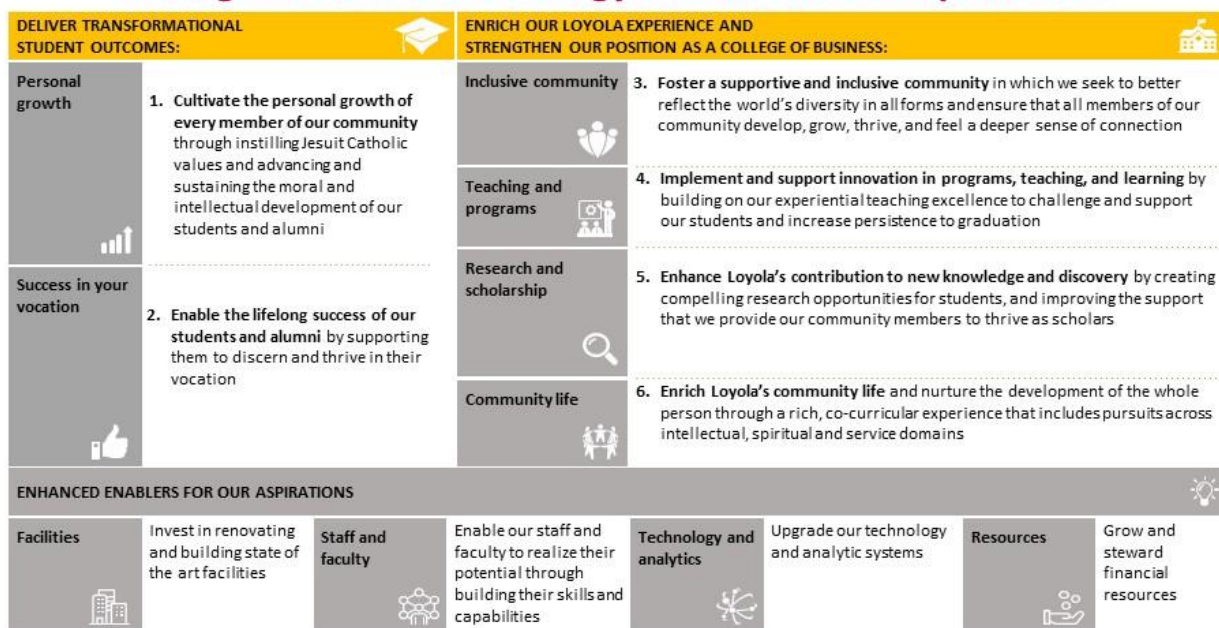 DELIVER TRANSFORMATIONAL
STUDENT OUTCOMES:
Personal
growth
1. Cultivate the personal growth of
every member of our community
through instilling Jesuit Catholic
values and advancing and
sustaining the moral and
intellectual development of our
students and alumni
Success in your
vocation
2. Enable the lifelong success of our
students and alumni by supporting
them to discern and thrive in their
vocation
ENRICH OUR LOYOLA EXPERIENCE AND
STRENGTHEN OUR POSITION AS A COLLEGE OF BUSINESS:
Inclusive community
3. Foster a supportive and inclusive community in which we seek to better
reflect the world's diversity in all forms and ensure that all members of our
community develop, grow, thrive, and feel a deeper sense of connection
Teaching and
programs
4. Implement and support innovation in programs, teaching, and learning by
building on our experiential teaching excellence to challenge and support
our students and increase persistence to graduation
Research and
scholarship
5. Enhance Loyola's contribution to new knowledge and discovery by creating
compelling research opportunities for students, and improving the support
that we provide our community members to thrive as scholars
Community life
6. Enrich Loyola's community life and nurture the development of the whole
person through a rich, co-curricular experience that includes pursuits across
intellectual, spiritual and service domains
ENHANCED ENABLERS FOR OUR ASPIRATIONS
Facilities
Invest in renovating
and building state of
the art facilities
Staff and
faculty
Enable our staff and
faculty to realize their
potential through
building their skills and
capabilities
Technology and
analytics
Upgrade our technology
and analytic systems
Resources
Grow and
steward
financial
resources